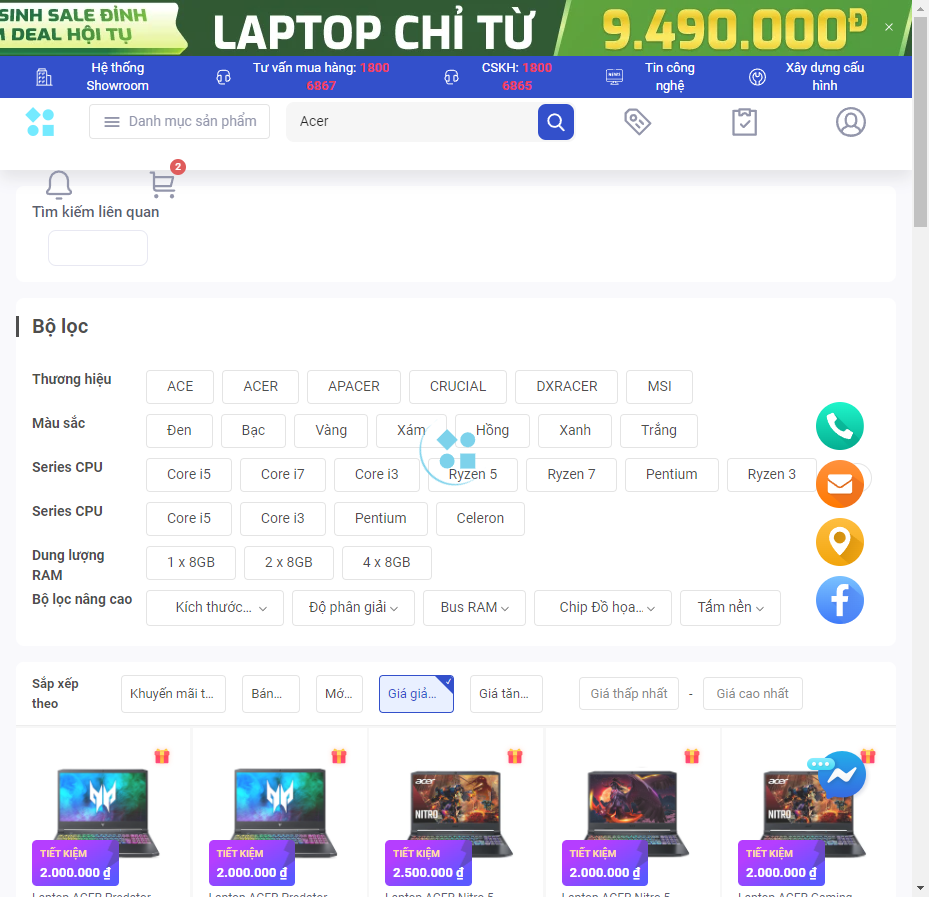 SINH SALE ĐỈNH
DEAL HỘI TỤ
LAPTOP CHỈ TỪ
9.490.000Đ
Hệ thống
Showroom
Tư vấn mua hàng: 1800
6867
CSKH: 1800
6865
NEWS
Tin công
nghệ
Xây dựng cấu
hình
Danh mục sản phẩm
Acer
2
Tìm kiếm liên quan
Bộ lọc
Thương hiệu
ACE
ACER
APACER
CRUCIAL
DXRACER
MSI
Màu sắc
Đen
Bạc
Vàng
Xám
Hồng
Xanh
Trắng
Series CPU
Core i5
Core i7
Core i3
Ryzen 5
Ryzen 7
Pentium
Ryzen 3
Series CPU
Core i5
Core i3
Pentium
Celeron
Dung lượng
RAM
1 x 8GB
2 x 8GB
4 x 8GB
Bộ lọc nâng cao
Kích thước...
Độ phân giải
Bus RAM
Chip Đồ họa...
Tấm nền
Sắp xếp
theo
Khuyến mãi t...
Bán...
Mớ...
Giá giả...
Giá tăn...
Giá thấp nhất
-
Giá cao nhất
TIẾT KIỆM
2.000.000 ₫
Laptop ACER Predator
TIẾT KIỆM
2.000.000 ₫
Laptop ACER Predator
acer
NITRO
TIẾT KIỆM
2.500.000 ₫
Laptop ACER Nitro 5
TIẾT KIỆM
2.000.000 ₫
Laptop ACER Nitro 5
acer
NITRO
TIẾT KIỆM
2.000.000 ₫
Laptop ACER Gaming